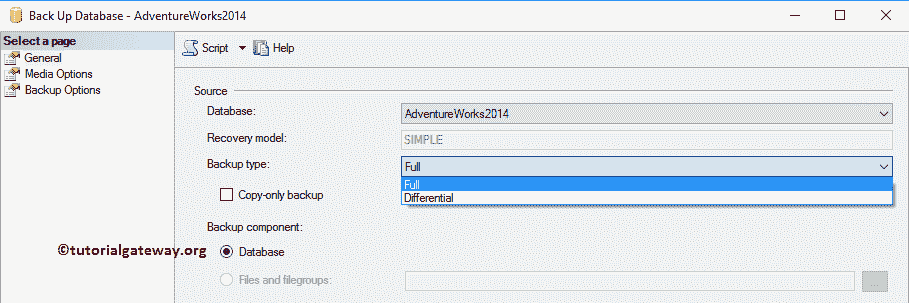 Back Up Database - AdventureWorks2014
Select a page
General
Media Options
Backup Options
Script
Help
Source
Database: AdventureWorks2014
Recovery model: SIMPLE
Backup type: Full
Full
Differential
Copy-only backup
Backup component:
Database
Files and filegroups: ...
©tutorialgateway.org